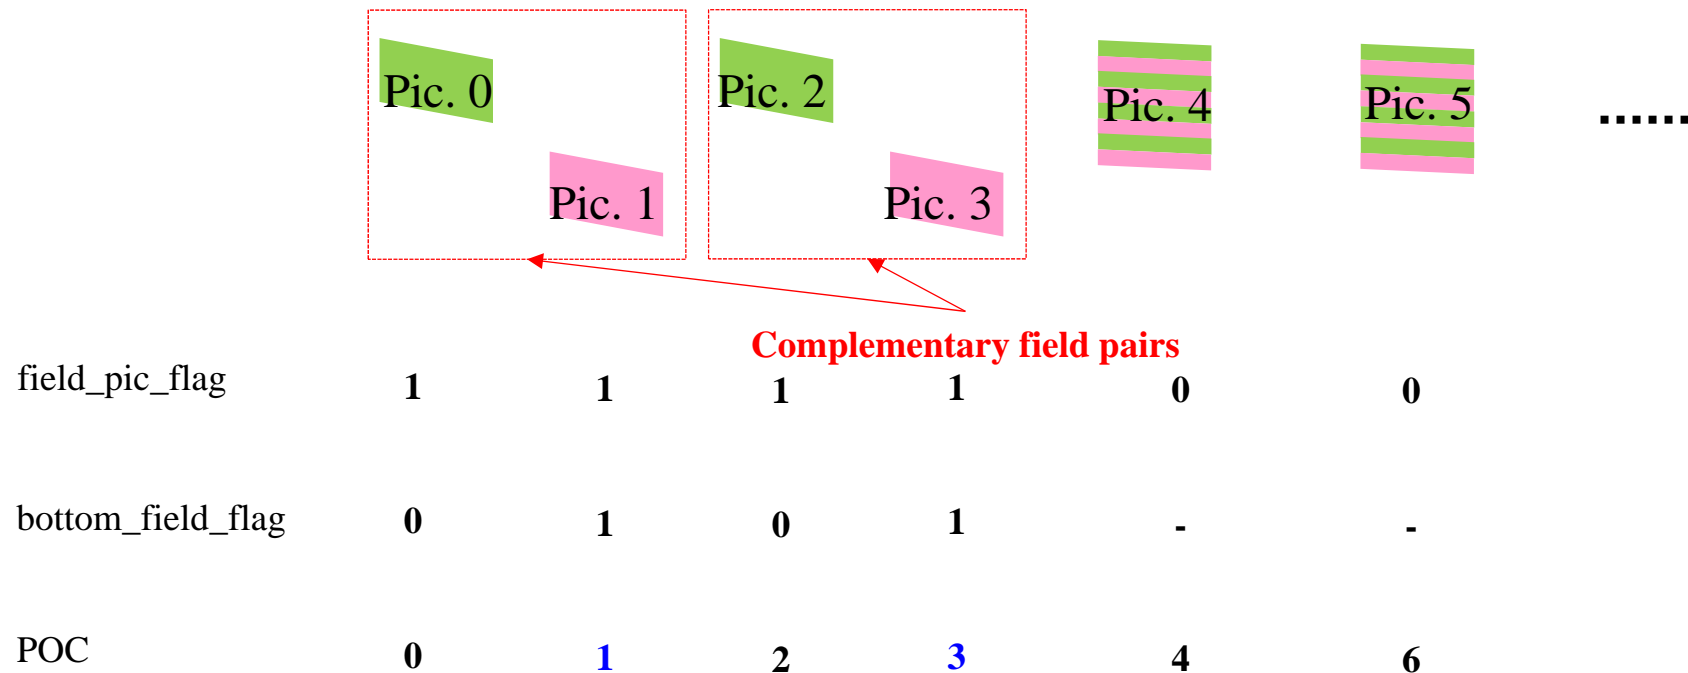 Pic. 0 Pic. 2 Pic. 4 Pic. 5 ......
Pic. 1 Pic. 3
Complementary field pairs
field_pic_flag 1 1 1 1 0 0
bottom_field_flag 0 1 0 1 - -
POC 0 1 2 3 4 6